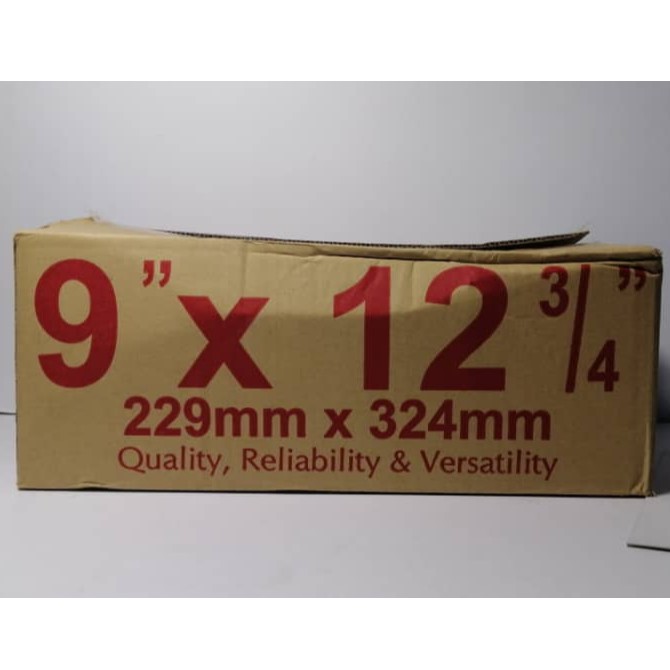 9" x 12 3/4"
229mm x 324mm
Quality, Reliability & Versatility